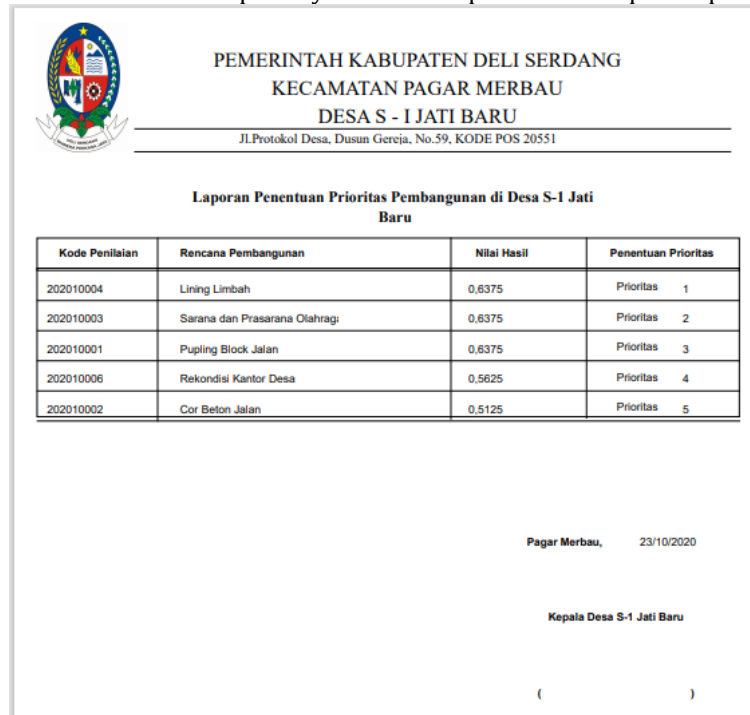 PEMERINTAH KABUPATEN DELI SERDANG
KECAMATAN PAGAR MERBAU
DESA S - I JATI BARU
Jl.Protokol Desa, Dusun Gereja, No.59, KODE POS 20551
Laporan Penentuan Prioritas Pembangunan di Desa S-1 Jati
Baru
Kode Penilaian Rencana Pembangunan Nilai Hasil Penentuan Prioritas
202010004 Lining Limbah 0,6375 Prioritas 1
202010003 Sarana dan Prasarana Olahraga 0,6375 Prioritas 2
202010001 Pupling Block Jalan 0,6375 Prioritas 3
202010006 Rekondisi Kantor Desa 0,5625 Prioritas 4
202010002 Cor Beton Jalan 0,5125 Prioritas 5
Pagar Merbau, 23/10/2020
Kepala Desa S-1 Jati Baru
( )